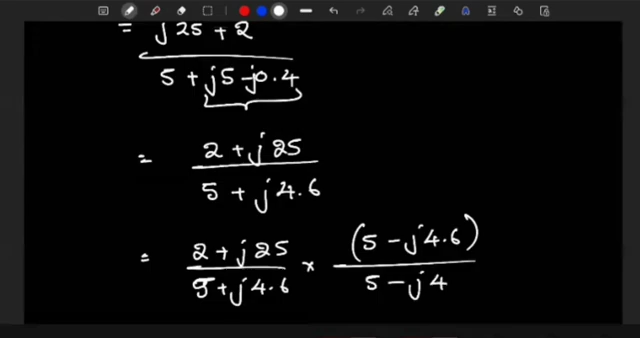 = j25 + 2
5 + j5 - j0.4
= 2 + j25
5 + j4.6
= 2 + j25 × (5 - j4.6)
5 + j4.6 5 - j4